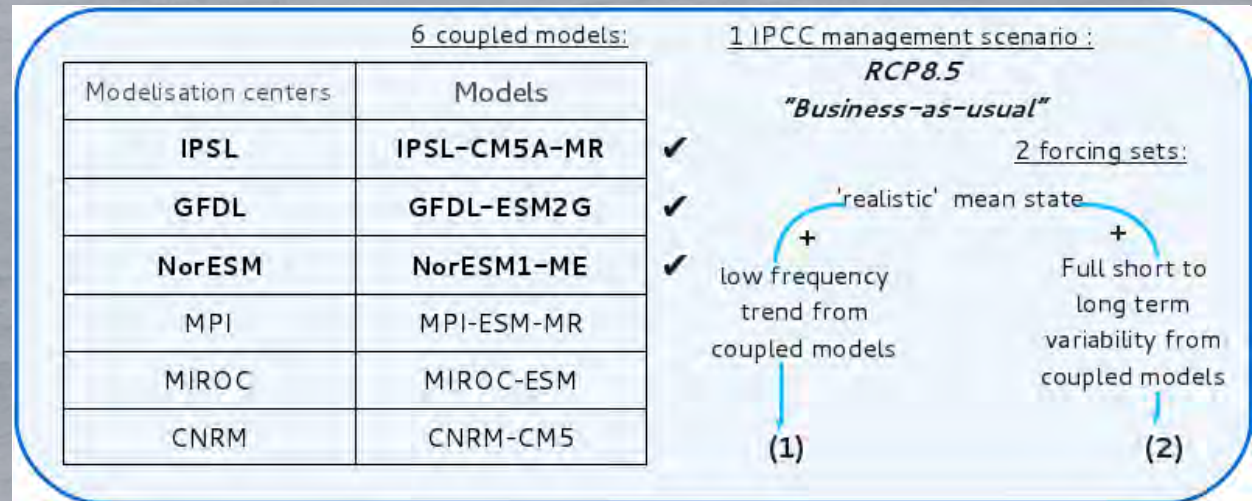 6 coupled models:
Modelisation centers Models
IPSL IPSL-CM5A-MR ✔
GFDL GFDL-ESM2G ✔
NorESM NorESM1-ME ✔
MPI MPI-ESM-MR
MIROC MIROC-ESM
CNRM CNRM-CM5
1 IPCC management scenario :
RCP8.5
"Business-as-usual"
2 forcing sets:
'realistic' mean state
+
low frequency
trend from
coupled models
(1)
+
Full short to
long term
variability from
coupled models
(2)